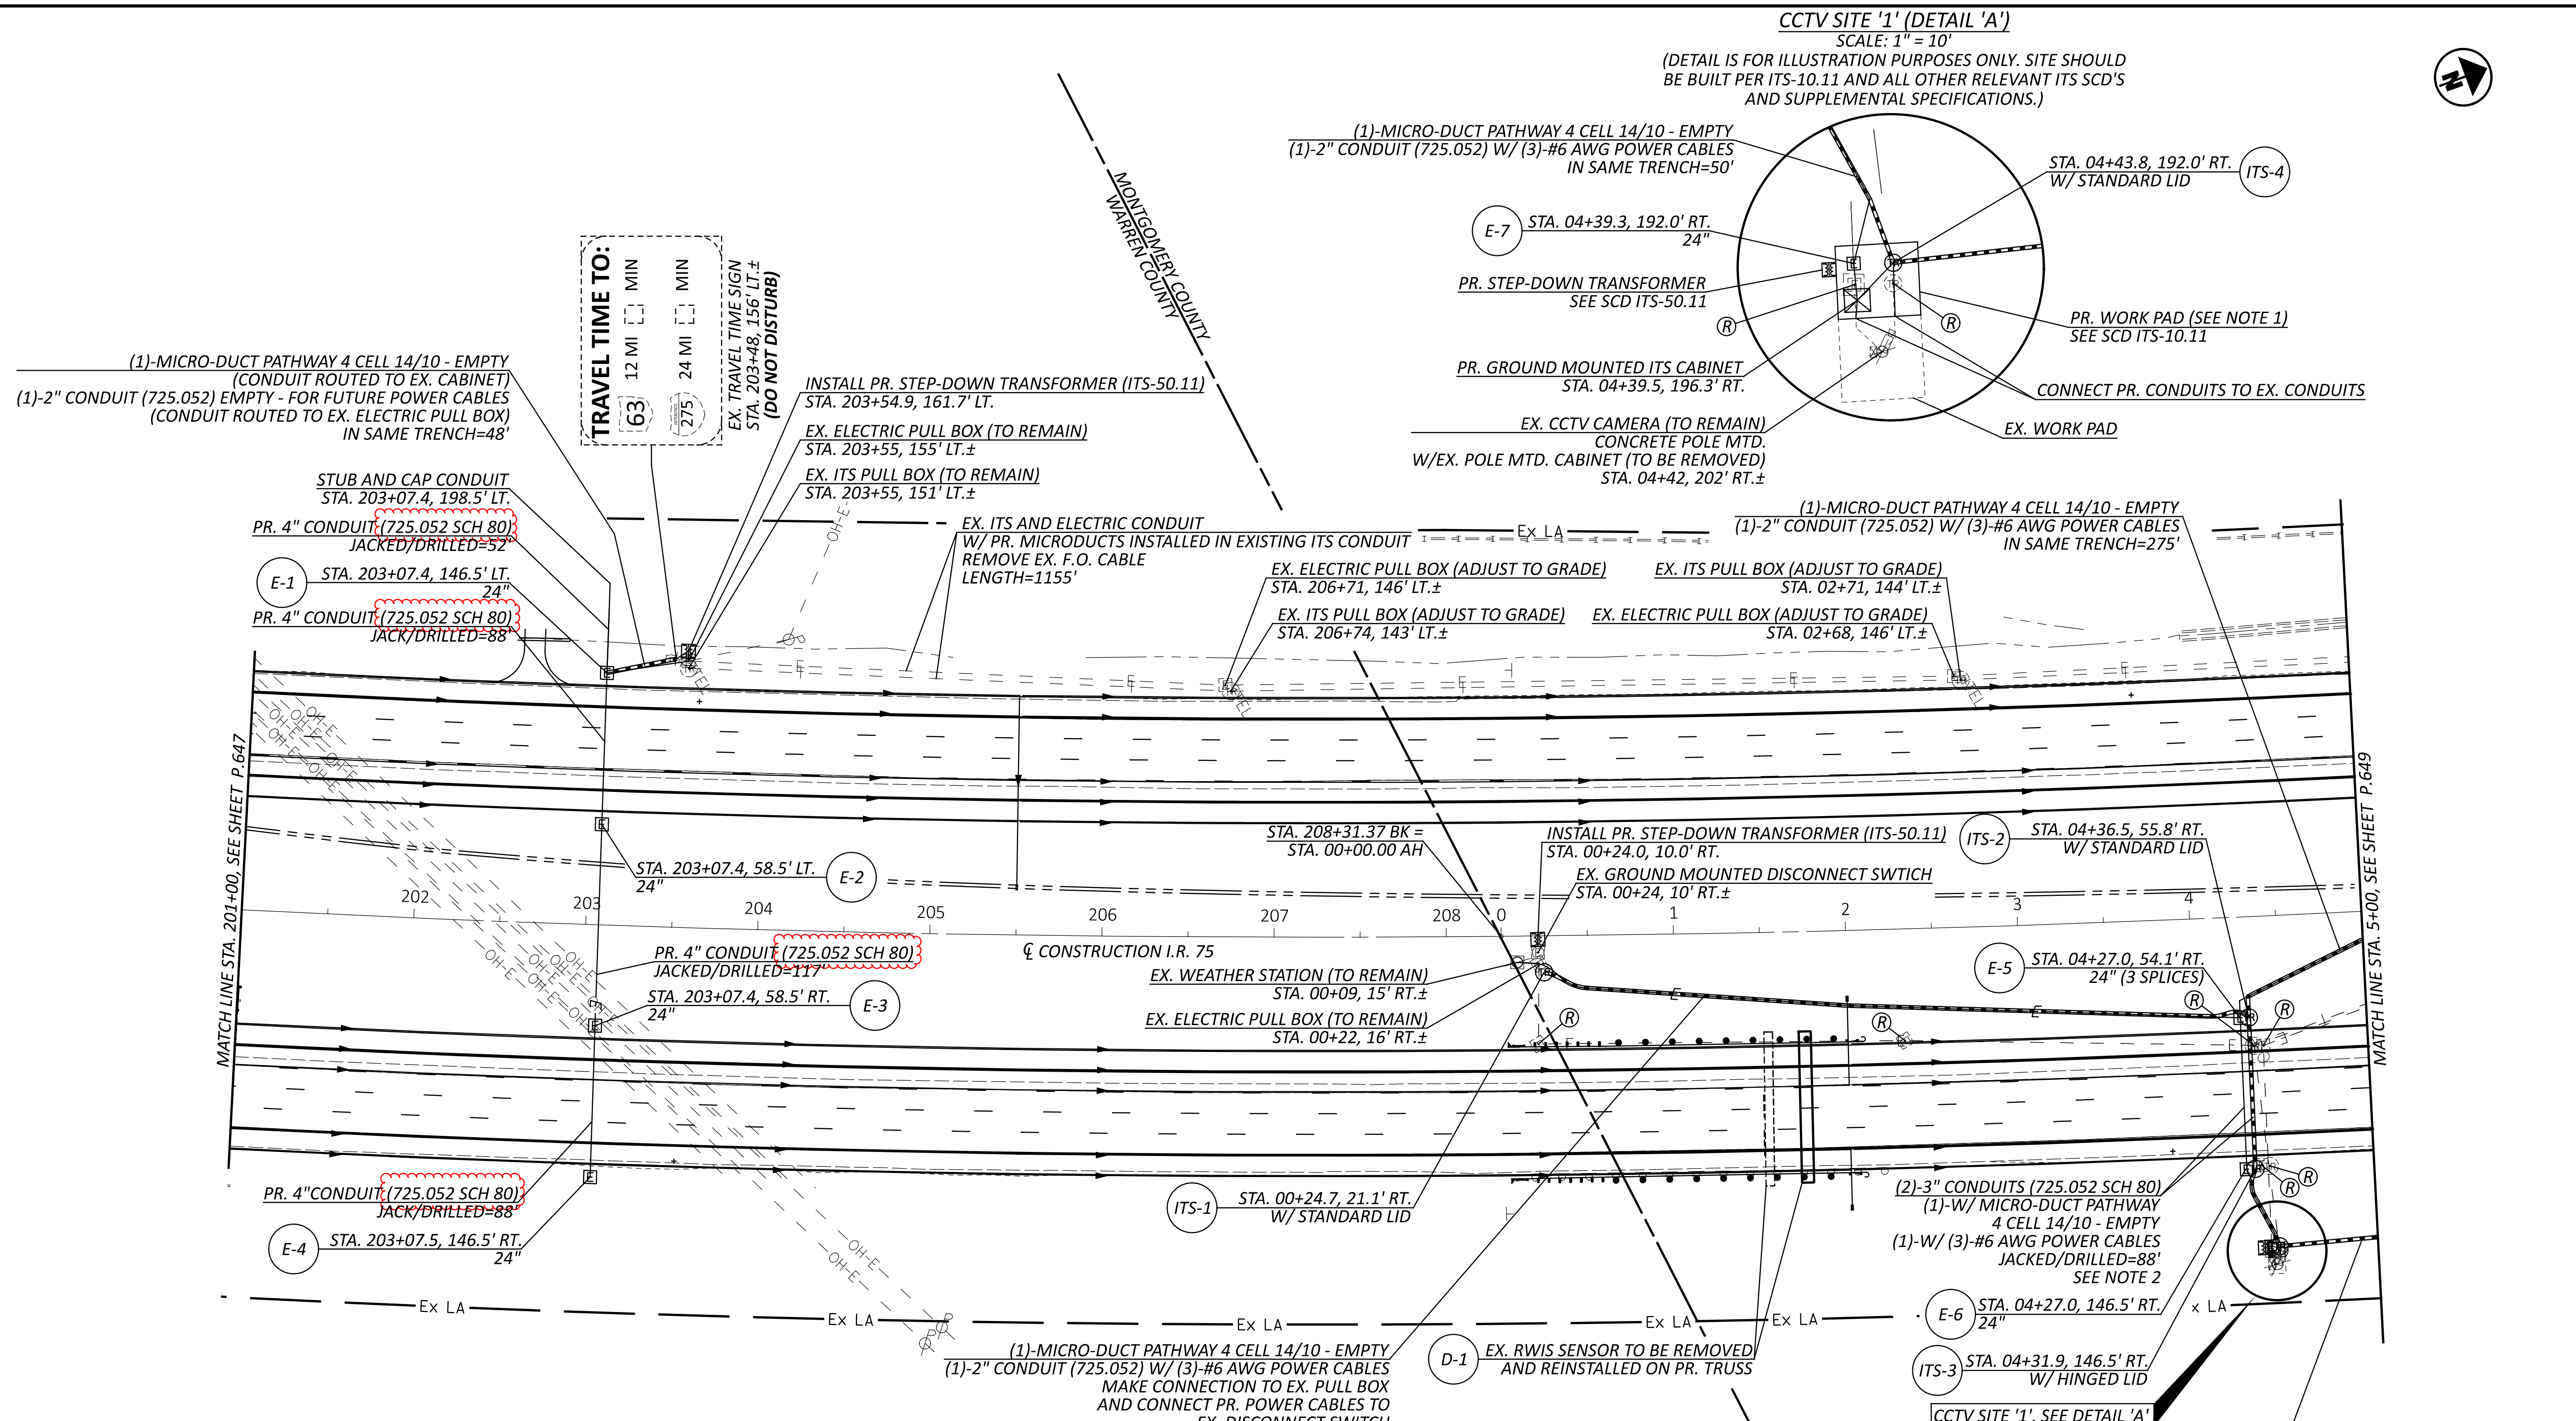 CCTV SITE '1' (DETAIL 'A')
SCALE: 1" = 10'
(DETAIL IS FOR ILLUSTRATION PURPOSES ONLY. SITE SHOULD
BE BUILT PER ITS-10.11 AND ALL OTHER RELEVANT ITS SCD'S
AND SUPPLEMENTAL SPECIFICATIONS.)
N
(1)-MICRO-DUCT PATHWAY 4 CELL 14/10 - EMPTY
(1)-2" CONDUIT (725.052) W/ (3)-#6 AWG POWER CABLES
IN SAME TRENCH=50'
STA. 04+43.8, 192.0' RT.
W/ STANDARD LID
ITS-4
E-7
STA. 04+39.3, 192.0' RT.
24"
PR. STEP-DOWN TRANSFORMER
SEE SCD ITS-50.11
E
TR
R
R
PR. WORK PAD (SEE NOTE 1)
SEE SCD ITS-10.11
PR. GROUND MOUNTED ITS CABINET
STA. 04+39.5, 196.3' RT.
CONNECT PR. CONDUITS TO EX. CONDUITS
EX. CCTV CAMERA (TO REMAIN)
CONCRETE POLE MTD.
W/EX. POLE MTD. CABINET (TO BE REMOVED)
STA. 04+42, 202' RT.±
EX. WORK PAD
MONTGOMERY COUNTY
WARREN COUNTY
TRAVEL TIME TO:
63 12 MI MIN
275 24 MI MIN
EX. TRAVEL TIME SIGN
STA. 203+48, 156' LT.±
(DO NOT DISTURB)
(1)-MICRO-DUCT PATHWAY 4 CELL 14/10 - EMPTY
(CONDUIT ROUTED TO EX. CABINET)
(1)-2" CONDUIT (725.052) EMPTY - FOR FUTURE POWER CABLES
(CONDUIT ROUTED TO EX. ELECTRIC PULL BOX)
IN SAME TRENCH=48'
INSTALL PR. STEP-DOWN TRANSFORMER (ITS-50.11)
STA. 203+54.9, 161.7' LT.
EX. ELECTRIC PULL BOX (TO REMAIN)
STA. 203+55, 155' LT.±
EX. ITS PULL BOX (TO REMAIN)
STA. 203+55, 151' LT.±
STUB AND CAP CONDUIT
STA. 203+07.4, 198.5' LT.
PR. 4" CONDUIT (725.052 SCH 80)
JACKED/DRILLED=52'
E-1
STA. 203+07.4, 146.5' LT.
24"
PR. 4" CONDUIT (725.052 SCH 80)
JACK/DRILLED=88'
OH-E
EX. ITS AND ELECTRIC CONDUIT
W/ PR. MICRODUCTS INSTALLED IN EXISTING ITS CONDUIT
REMOVE EX. F.O. CABLE
LENGTH=1155'
Ex LA
(1)-MICRO-DUCT PATHWAY 4 CELL 14/10 - EMPTY
(1)-2" CONDUIT (725.052) W/ (3)-#6 AWG POWER CABLES
IN SAME TRENCH=275'
EX. ELECTRIC PULL BOX (ADJUST TO GRADE)
STA. 206+71, 146' LT.±
EX. ITS PULL BOX (ADJUST TO GRADE)
STA. 206+74, 143' LT.±
EX. ITS PULL BOX (ADJUST TO GRADE)
STA. 02+71, 144' LT.±
EX. ELECTRIC PULL BOX (ADJUST TO GRADE)
STA. 02+68, 146' LT.±
E
TEL
TEL
TEL
MATCH LINE STA. 201+00, SEE SHEET P.647
MATCH LINE STA. 5+00, SEE SHEET P.649
OH-E
OH-E
OH-E
OH-E
E
STA. 203+07.4, 58.5' LT.
24"
E-2
STA. 208+31.37 BK =
STA. 00+00.00 AH
INSTALL PR. STEP-DOWN TRANSFORMER (ITS-50.11)
STA. 00+24.0, 10.0' RT.
EX. GROUND MOUNTED DISCONNECT SWTICH
STA. 00+24, 10' RT.±
ITS-2
STA. 04+36.5, 55.8' RT.
W/ STANDARD LID
202 203 204 205 206 207 208 0 1 2 3 4
PR. 4" CONDUIT (725.052 SCH 80)
JACKED/DRILLED=117'
℄ CONSTRUCTION I.R. 75
STA. 203+07.4, 58.5' RT.
24"
E-3
EX. WEATHER STATION (TO REMAIN)
STA. 00+09, 15' RT.±
EX. ELECTRIC PULL BOX (TO REMAIN)
STA. 00+22, 16' RT.±
E-5
STA. 04+27.0, 54.1' RT.
24" (3 SPLICES)
E
E
R
R
R
R
PR. 4"CONDUIT (725.052 SCH 80)
JACK/DRILLED=88'
E-4
STA. 203+07.5, 146.5' RT.
24"
E
OH-E
OH-E
ITS-1
STA. 00+24.7, 21.1' RT.
W/ STANDARD LID
(2)-3" CONDUITS (725.052 SCH 80)
(1)-W/ MICRO-DUCT PATHWAY
4 CELL 14/10 - EMPTY
(1)-W/ (3)-#6 AWG POWER CABLES
JACKED/DRILLED=88'
SEE NOTE 2
R
R
E-6
STA. 04+27.0, 146.5' RT.
24"
ITS-3
STA. 04+31.9, 146.5' RT.
W/ HINGED LID
Ex LA
Ex LA
Ex LA
Ex LA
Ex LA
x LA
(1)-MICRO-DUCT PATHWAY 4 CELL 14/10 - EMPTY
(1)-2" CONDUIT (725.052) W/ (3)-#6 AWG POWER CABLES
MAKE CONNECTION TO EX. PULL BOX
AND CONNECT PR. POWER CABLES TO
EX. DISCONNECT SWITCH
D-1
EX. RWIS SENSOR TO BE REMOVED
AND REINSTALLED ON PR. TRUSS
CCTV SITE '1', SEE DETAIL 'A'